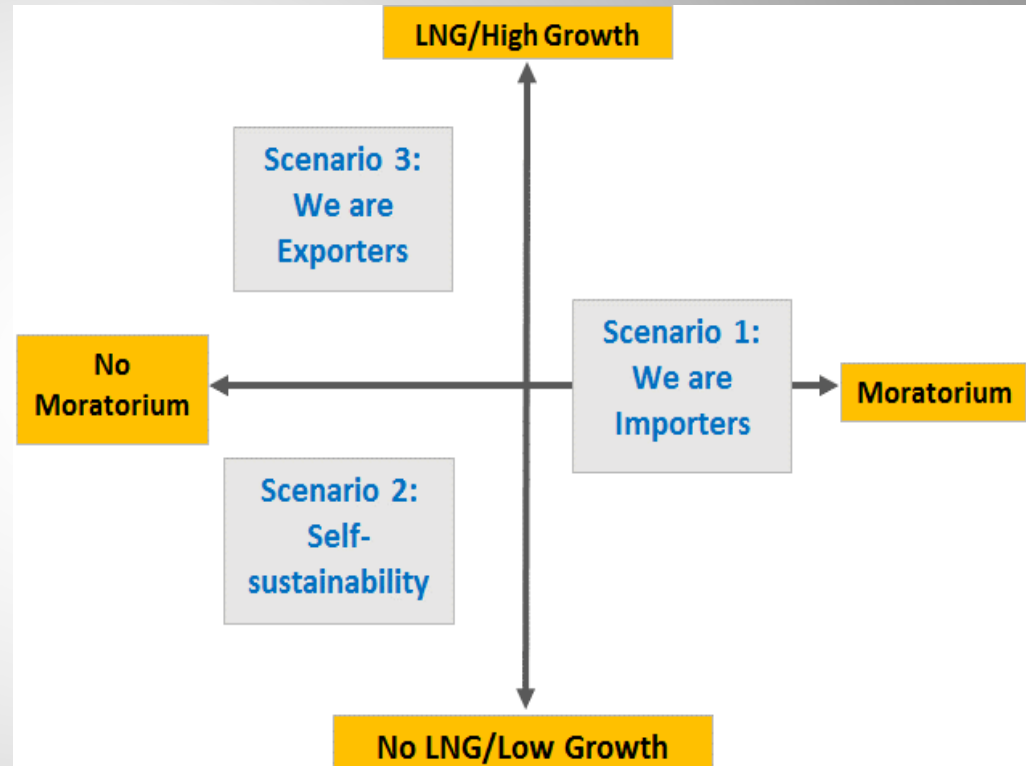 LNG/High Growth
Scenario 3:
We are
Exporters
Scenario 1:
We are
Importers
No
Moratorium
Moratorium
Scenario 2:
Self-
sustainability
No LNG/Low Growth